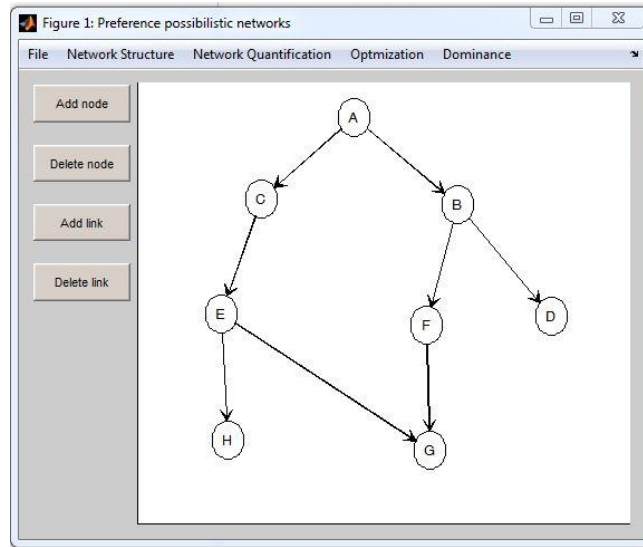 Figure 1: Preference possibilistic networks
File Network Structure Network Quantification Optmization Dominance
Add node
Delete node
Add link
Delete link
A
C
B
E
F
D
H
G